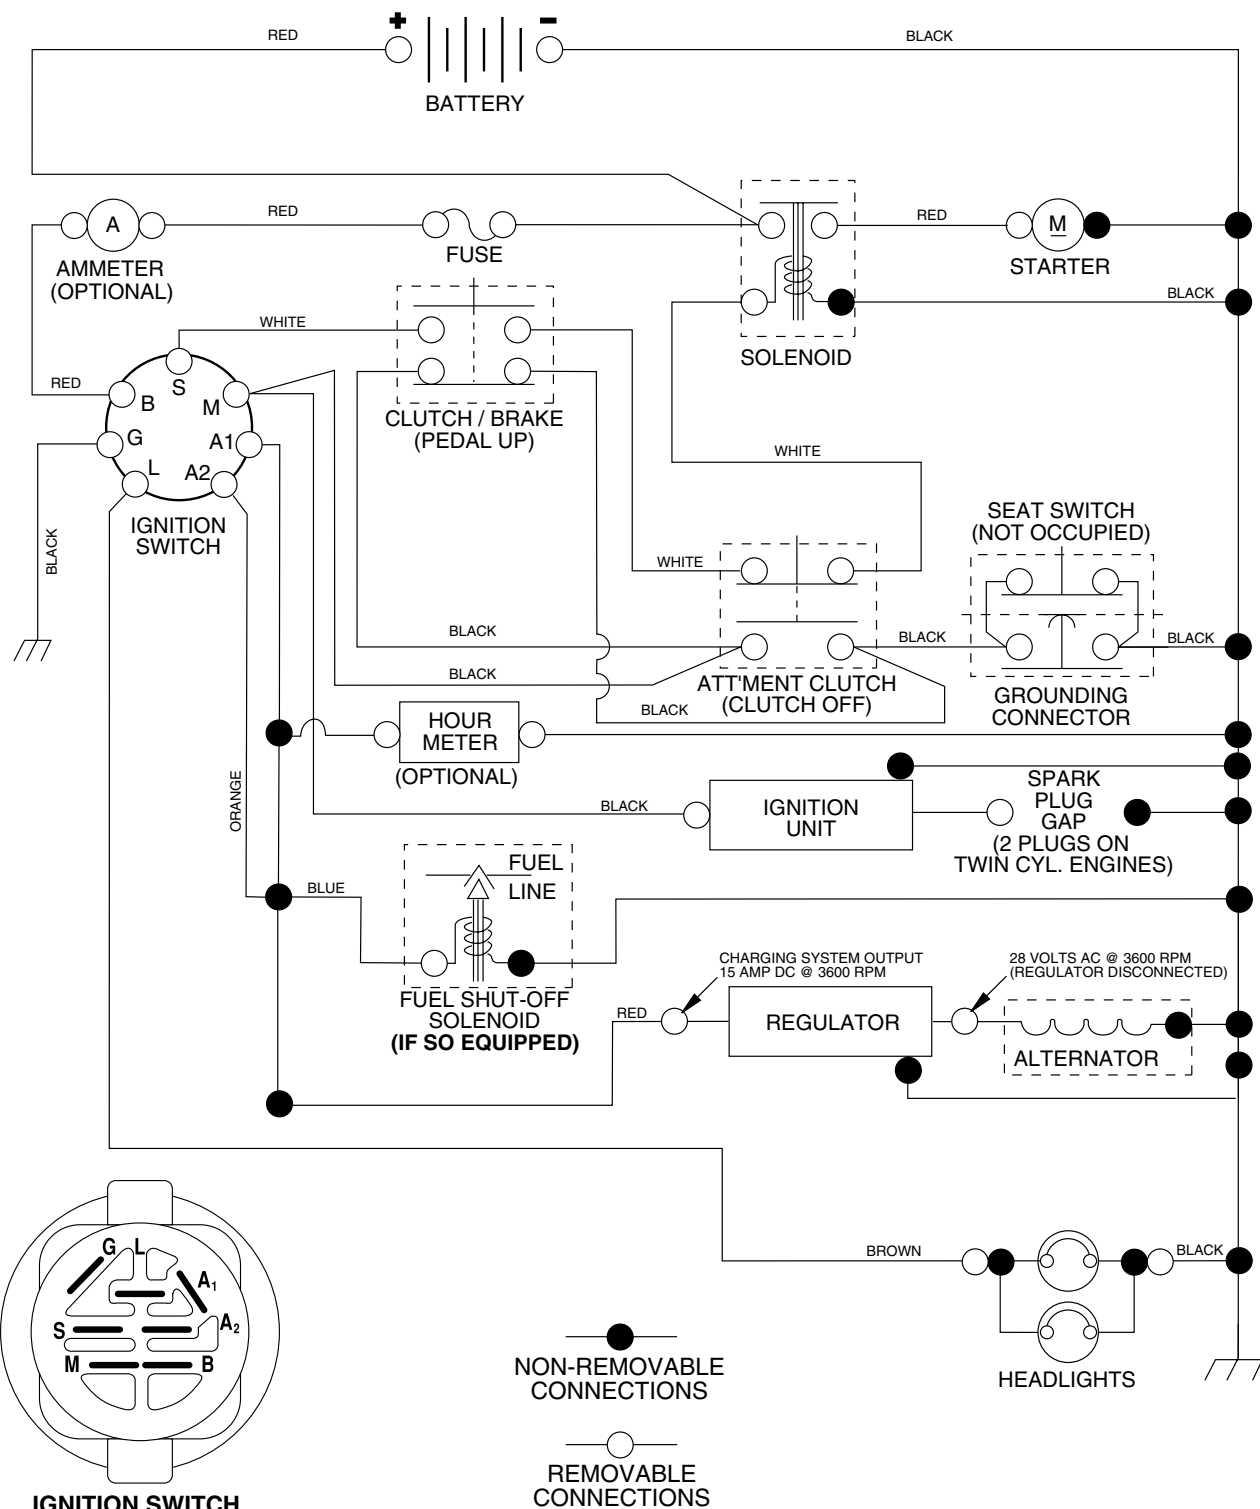 + −
RED
BLACK
BATTERY
A
RED
FUSE
RED
M
AMMETER
(OPTIONAL)
STARTER
BLACK
SOLENOID
WHITE
RED
S
B
M
G
A1
L
A2
CLUTCH / BRAKE
(PEDAL UP)
IGNITION
SWITCH
BLACK
WHITE
SEAT SWITCH
(NOT OCCUPIED)
WHITE
BLACK
BLACK
BLACK
BLACK
BLACK
ATT'MENT CLUTCH
(CLUTCH OFF)
GROUNDING
CONNECTOR
HOUR
METER
(OPTIONAL)
ORANGE
BLACK
IGNITION
UNIT
SPARK
PLUG
GAP
(2 PLUGS ON
TWIN CYL. ENGINES)
BLUE
FUEL
LINE
FUEL SHUT-OFF
SOLENOID
(IF SO EQUIPPED)
CHARGING SYSTEM OUTPUT
15 AMP DC @ 3600 RPM
28 VOLTS AC @ 3600 RPM
(REGULATOR DISCONNECTED)
RED
REGULATOR
ALTERNATOR
BROWN
BLACK
HEADLIGHTS
G L
A1
S
A2
M
B
IGNITION SWITCH
NON-REMOVABLE
CONNECTIONS
REMOVABLE
CONNECTIONS